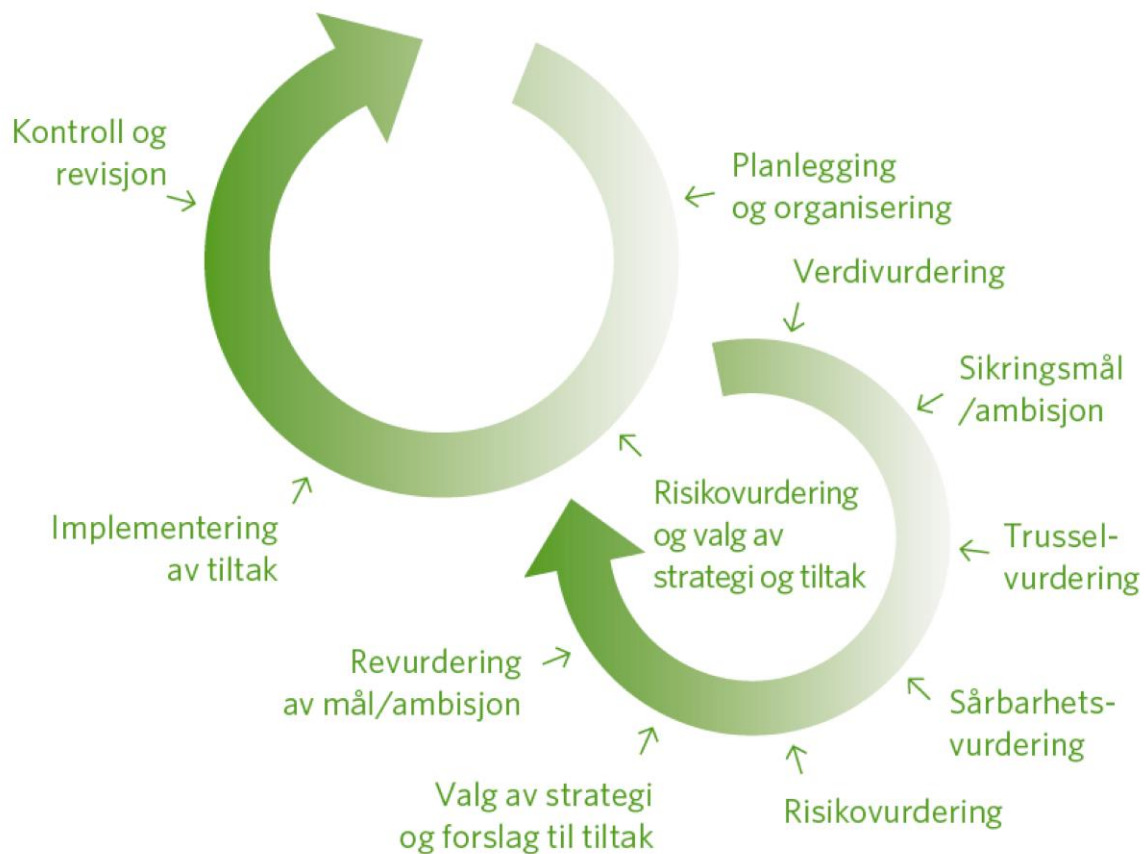 Kontroll og
revisjon
Planlegging
og organisering
Verdivurdering
Sikringsmål
/ambisjon
Trussel-
vurdering
Sårbarhets-
vurdering
Risikovurdering
Valg av strategi
og forslag til tiltak
Revurdering
av mål/ambisjon
Risikovurdering
og valg av
strategi og tiltak
Implementering
av tiltak